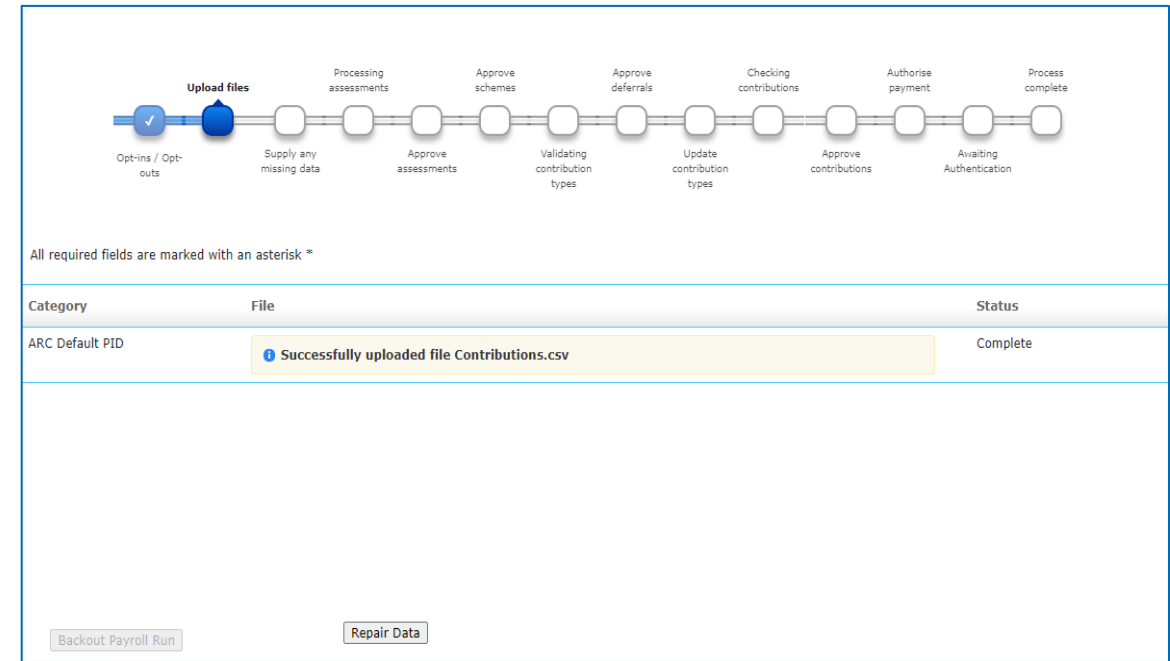 Processing
assessments
Approve
schemes
Approve
deferrals
Checking
contributions
Authorise
payment
Process
complete
Upload files
Opt-ins / Opt-
outs
Supply any
missing data
Approve
assessments
Validating
contribution
types
Update
contribution
types
Approve
contributions
Awaiting
Authentication
All required fields are marked with an asterisk *
Category File Status
ARC Default PID Successfully uploaded file Contributions.csv Complete
Backout Payroll Run Repair Data